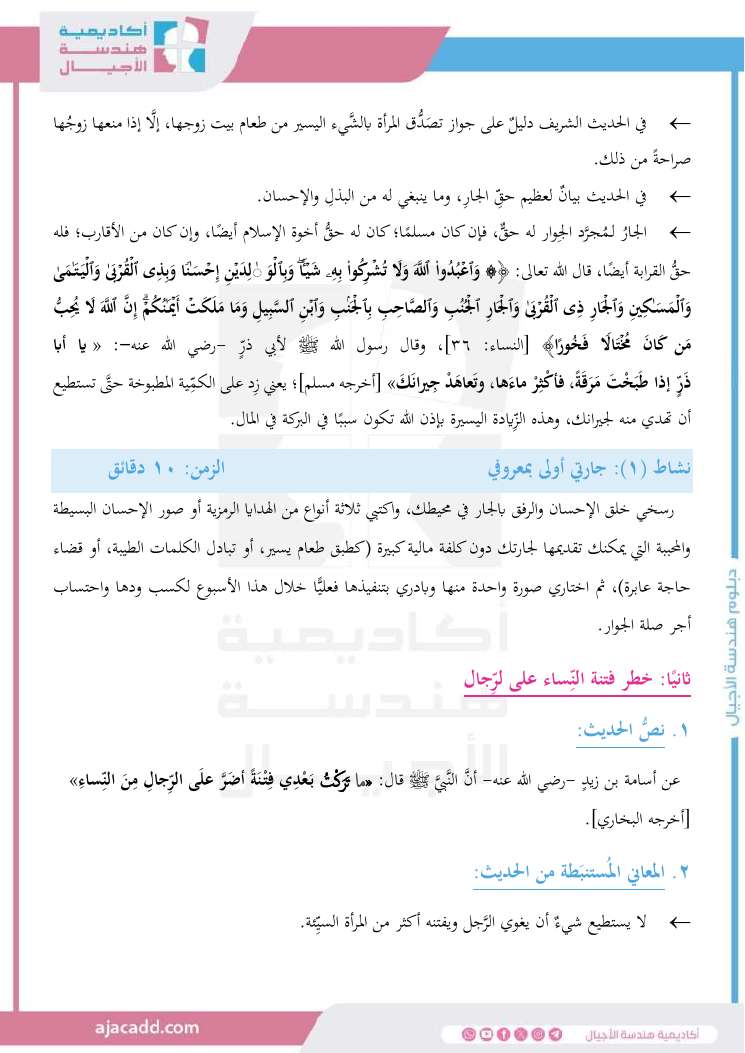 أكاديمية
هندسة
الأجيال
← في الحديث الشريف دليلٌ على جواز تصَدُّق المرأة بالشَّيء اليسير من طعام بيت زوجها، إلَّا إذا منعها زوجُها
صراحةً من ذلك.
← في الحديث بيانٌ لعظيم حقِّ الجارِ، وما ينبغي له من البذلِ والإحسان.
← الجارُ لمُجرَّد الجِوار له حقٌّ، فإن كان مسلمًا؛ كان له حقُّ أخوة الإسلام أيضًا، وإن كان من الأقارب؛ فله
حقُّ القرابة أيضًا، قال الله تعالى: ﴿۞ وَٱعۡبُدُواْ ٱللَّهَ وَلَا تُشۡرِكُواْ بِهِۦ شَيۡـٔٗاۖ وَبِٱلۡوَٰلِدَيۡنِ إِحۡسَٰنٗا وَبِذِي ٱلۡقُرۡبَىٰ وَٱلۡيَتَٰمَىٰ
وَٱلۡمَسَٰكِينِ وَٱلۡجَارِ ذِي ٱلۡقُرۡبَىٰ وَٱلۡجَارِ ٱلۡجُنُبِ وَٱلصَّاحِبِ بِٱلۡجَنۢبِ وَٱبۡنِ ٱلسَّبِيلِ وَمَا مَلَكَتۡ أَيۡمَٰنُكُمۡۗ إِنَّ ٱللَّهَ لَا يُحِبُّ
مَن كَانَ مُخۡتَالٗا فَخُورًا﴾ [النساء: ٣٦]، وقال رسول الله ﷺ لأبي ذرٍّ -رضي الله عنه-: « يا أبا
ذَرٍّ إذا طَبَخْتَ مَرَقَةً، فأكْثِرْ ماءَها، وتَعاهَدْ جِيرانَكَ» [أخرجه مسلم]؛ يعني زِد على الكمِّية المطبوخة حتَّى تستطيع
أن تهدي منه لجيرانك، وهذه الزِّيادة اليسيرة بإذن الله تكون سببًا في البركة في المال.
نشاط (١): جارتي أولى بمعروفي الزمن: ١٠ دقائق
رسخي خلق الإحسان والرفق بالجار في محيطك، واكتبي ثلاثة أنواع من الهدايا الرمزية أو صور الإحسان البسيطة
والمحببة التي يمكنك تقديمها لجارتك دون كلفة مالية كبيرة (كطبق طعام يسير، أو تبادل الكلمات الطيبة، أو قضاء
حاجة عابرة)، ثم اختاري صورة واحدة منها وبادري بتنفيذها فعليًّا خلال هذا الأسبوع لكسب ودها واحتساب
أجر صلة الجوار.
ثانيًا: خطر فتنة النِّساء على لرِّجال
١. نصُّ الحديث:
عن أسامة بن زيدٍ -رضي الله عنه- أنَّ النَّبيَّ ﷺ قال: «ما تَرَكْتُ بَعْدِي فِتْنَةً أضَرَّ علَى الرِّجالِ مِنَ النِّساءِ»
[أخرجه البخاري].
٢. المعاني المُستنبَطة من الحديث:
← لا يستطيع شيءٌ أن يغوي الرَّجل ويفتنه أكثر من المرأة السيِّئة.
دبلوم هندسة الأجيال
أكاديمية
هندسة
الأجيال
ajacadd.com
أكاديمية هندسة الأجيال